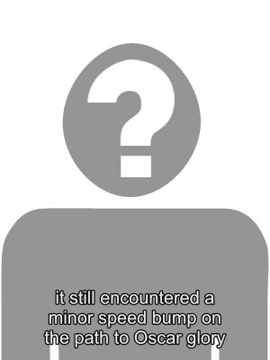 ?
it still encountered a
minor speed bump on
the path to Oscar glory